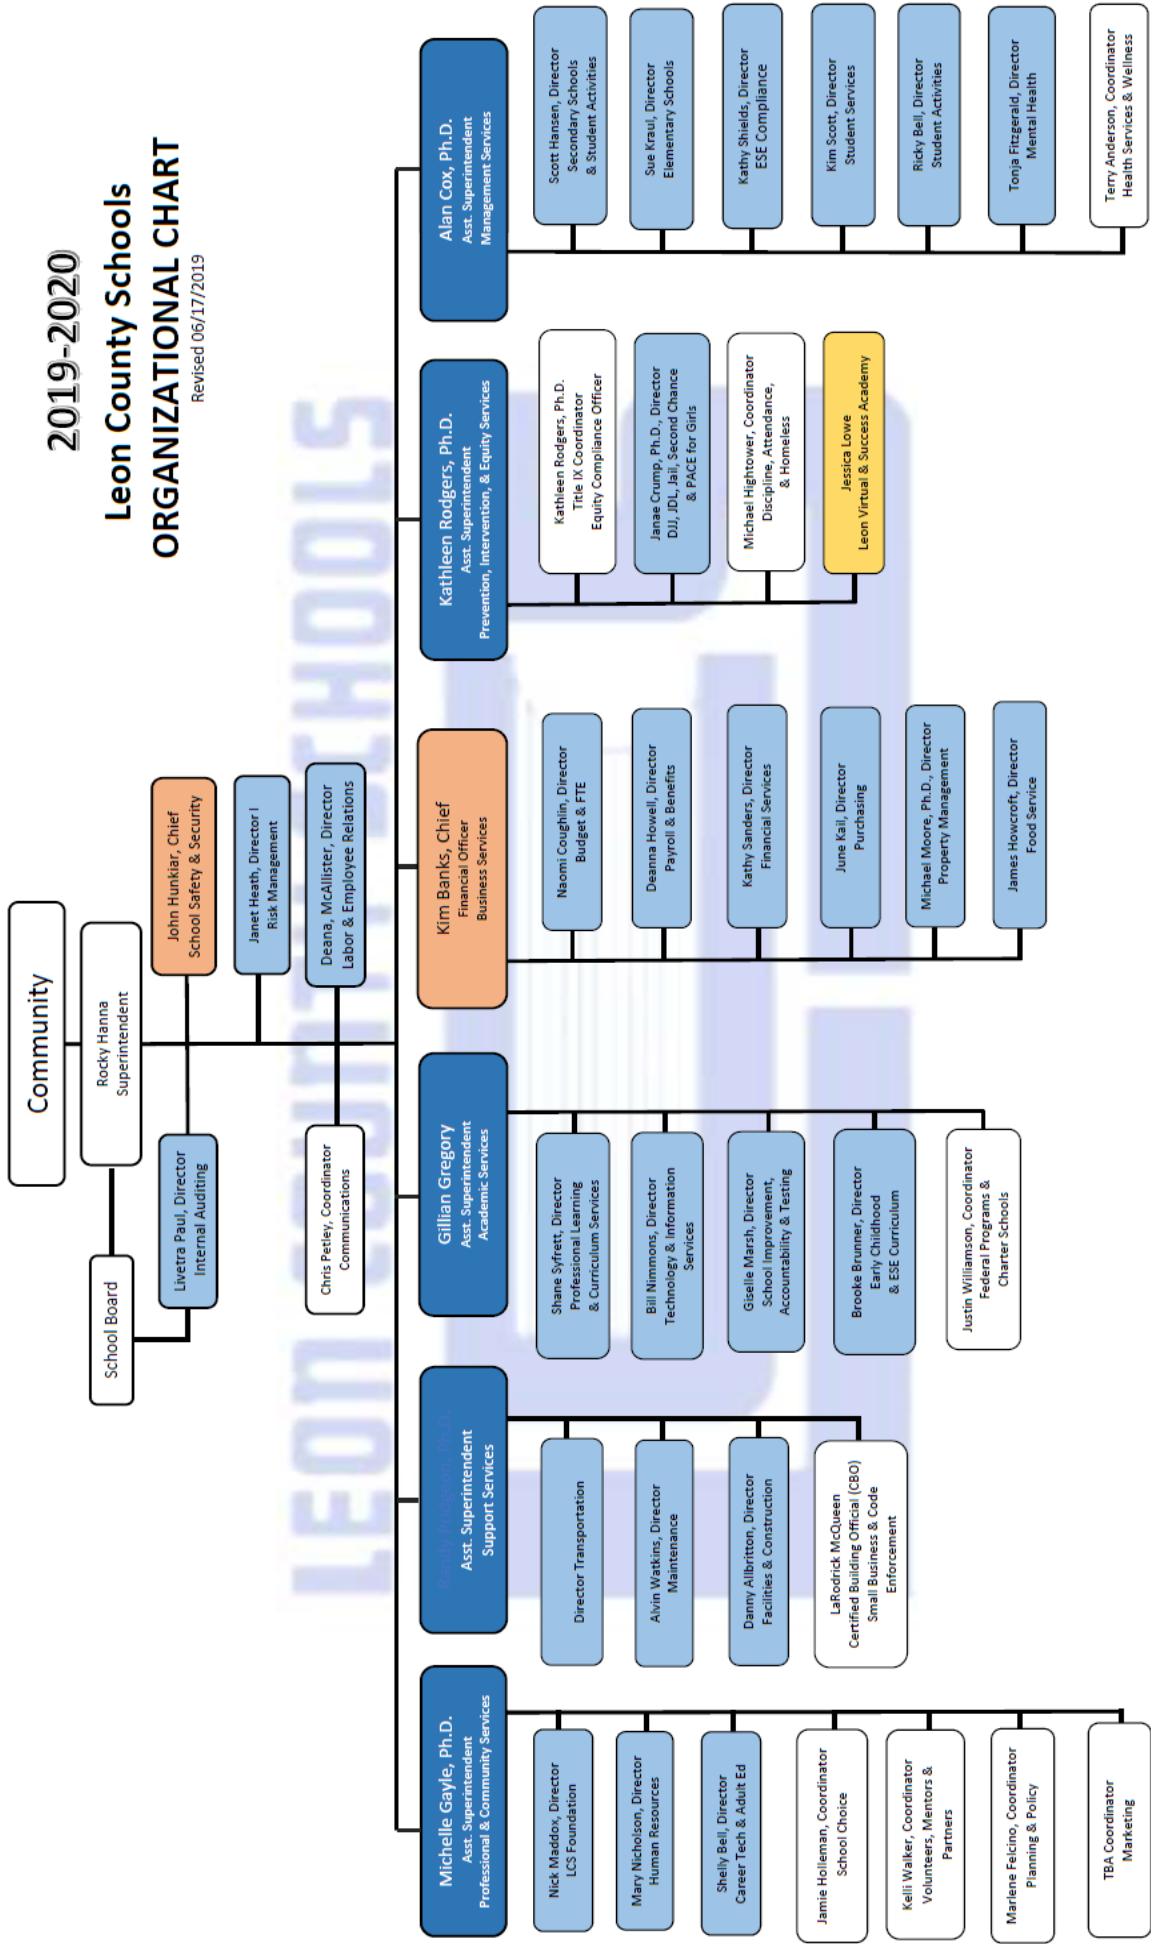 2019-2020
Leon County Schools
ORGANIZATIONAL CHART
Revised 06/17/2019
Community
Rocky Hanna
Superintendent
School Board
Livetra Paul, Director
Internal Auditing
John Hunkiar, Chief
School Safety & Security
Janet Heath, Director I
Risk Management
Chris Petley, Coordinator
Communications
Deana, McAllister, Director
Labor & Employee Relations
LEON COUNTY SCHOOLS
Michelle Gayle, Ph.D.
Asst. Superintendent
Professional & Community Services
Nick Maddox, Director
LCS Foundation
Mary Nicholson, Director
Human Resources
Shelly Bell, Director
Career Tech & Adult Ed
Jamie Holleman, Coordinator
School Choice
Kelli Walker, Coordinator
Volunteers, Mentors &
Partners
Marlene Felcino, Coordinator
Planning & Policy
TBA Coordinator
Marketing
Ph.D.
Asst. Superintendent
Support Services
Director Transportation
Alvin Watkins, Director
Maintenance
Danny Allbritton, Director
Facilities & Construction
LaRodrick McQueen
Certified Building Official (CBO)
Small Business & Code
Enforcement
Gillian Gregory
Asst. Superintendent
Academic Services
Shane Syfrett, Director
Professional Learning
& Curriculum Services
Bill Nimmons, Director
Technology & Information
Services
Giselle Marsh, Director
School Improvement,
Accountability & Testing
Brooke Brunner, Director
Early Childhood
& ESE Curriculum
Justin Williamson, Coordinator
Federal Programs &
Charter Schools
Kim Banks, Chief
Financial Officer
Business Services
Naomi Coughlin, Director
Budget & FTE
Deanna Howell, Director
Payroll & Benefits
Kathy Sanders, Director
Financial Services
June Kail, Director
Purchasing
Michael Moore, Ph.D., Director
Property Management
James Howcroft, Director
Food Service
Kathleen Rodgers, Ph.D.
Asst. Superintendent
Prevention, Intervention, & Equity Services
Kathleen Rodgers, Ph.D.
Title IX Coordinator
Equity Compliance Officer
Janae Crump, Ph.D., Director
DJJ, JDL, Jail, Second Chance
& PACE for Girls
Michael Hightower, Coordinator
Discipline, Attendance,
& Homeless
Jessica Lowe
Leon Virtual & Success Academy
Alan Cox, Ph.D.
Asst. Superintendent
Management Services
Scott Hansen, Director
Secondary Schools
& Student Activities
Sue Kraul, Director
Elementary Schools
Kathy Shields, Director
ESE Compliance
Kim Scott, Director
Student Services
Ricky Bell, Director
Student Activities
Tonja Fitzgerald, Director
Mental Health
Terry Anderson, Coordinator
Health Services & Wellness